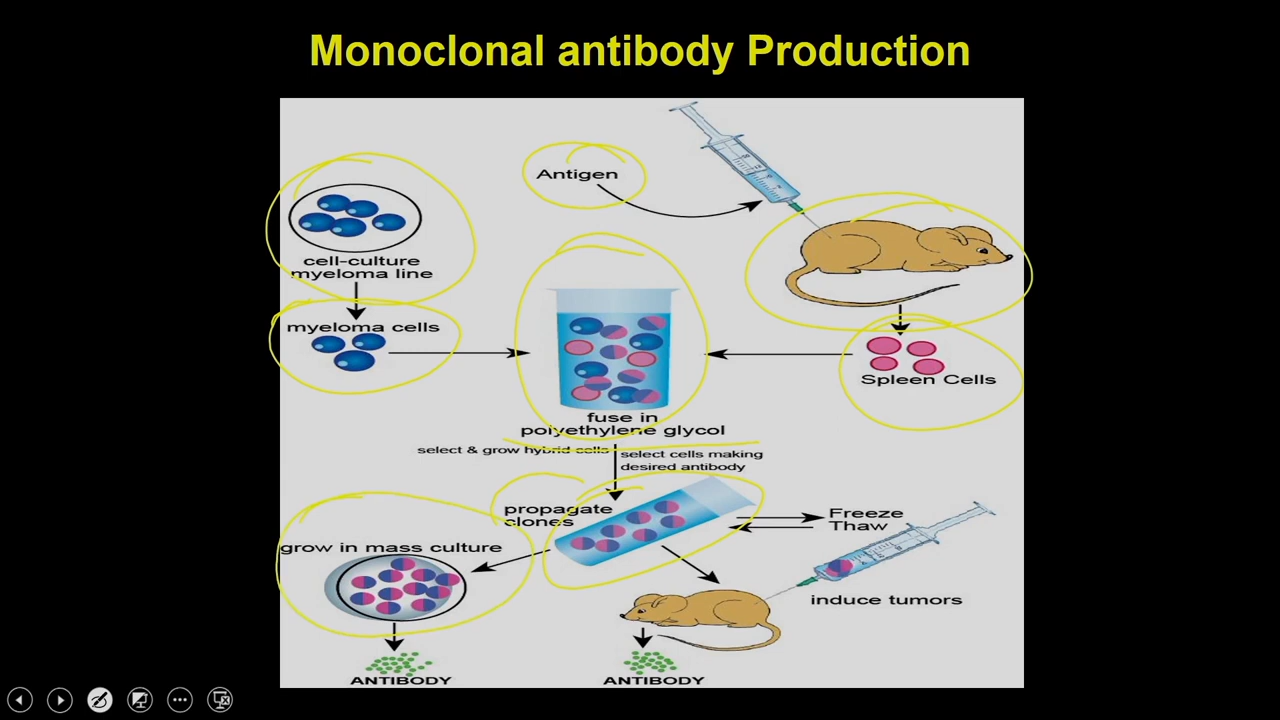 Monoclonal antibody Production
Antigen
cell-culture
myeloma line
myeloma cells
Spleen Cells
fuse in
polyethylene glycol
select & grow hybrid cells
select cells making
desired antibody
propagate
clones
Freeze
Thaw
grow in mass culture
induce tumors
ANTIBODY
ANTIBODY